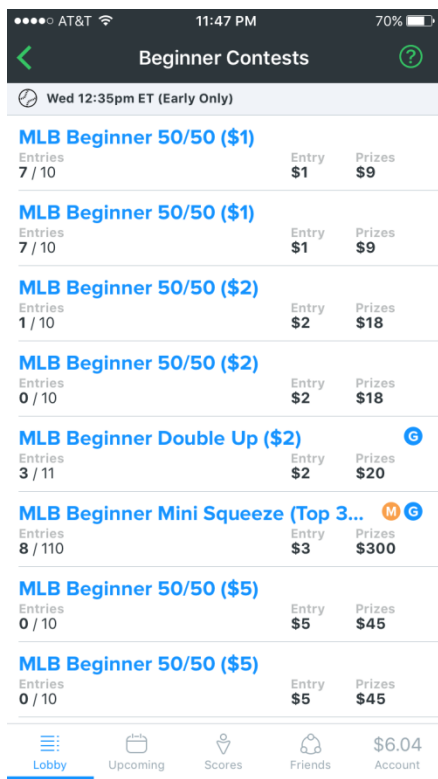 ●●●●○ AT&T 11:47 PM 70%
Beginner Contests ?
Wed 12:35pm ET (Early Only)
MLB Beginner 50/50 ($1)
Entries Entry Prizes
7 / 10 $1 $9
MLB Beginner 50/50 ($1)
Entries Entry Prizes
7 / 10 $1 $9
MLB Beginner 50/50 ($2)
Entries Entry Prizes
1 / 10 $2 $18
MLB Beginner 50/50 ($2)
Entries Entry Prizes
0 / 10 $2 $18
MLB Beginner Double Up ($2) G
Entries Entry Prizes
3 / 11 $2 $20
MLB Beginner Mini Squeeze (Top 3... M G
Entries Entry Prizes
8 / 110 $3 $300
MLB Beginner 50/50 ($5)
Entries Entry Prizes
0 / 10 $5 $45
MLB Beginner 50/50 ($5)
Entries Entry Prizes
0 / 10 $5 $45
$6.04
Lobby Upcoming Scores Friends Account